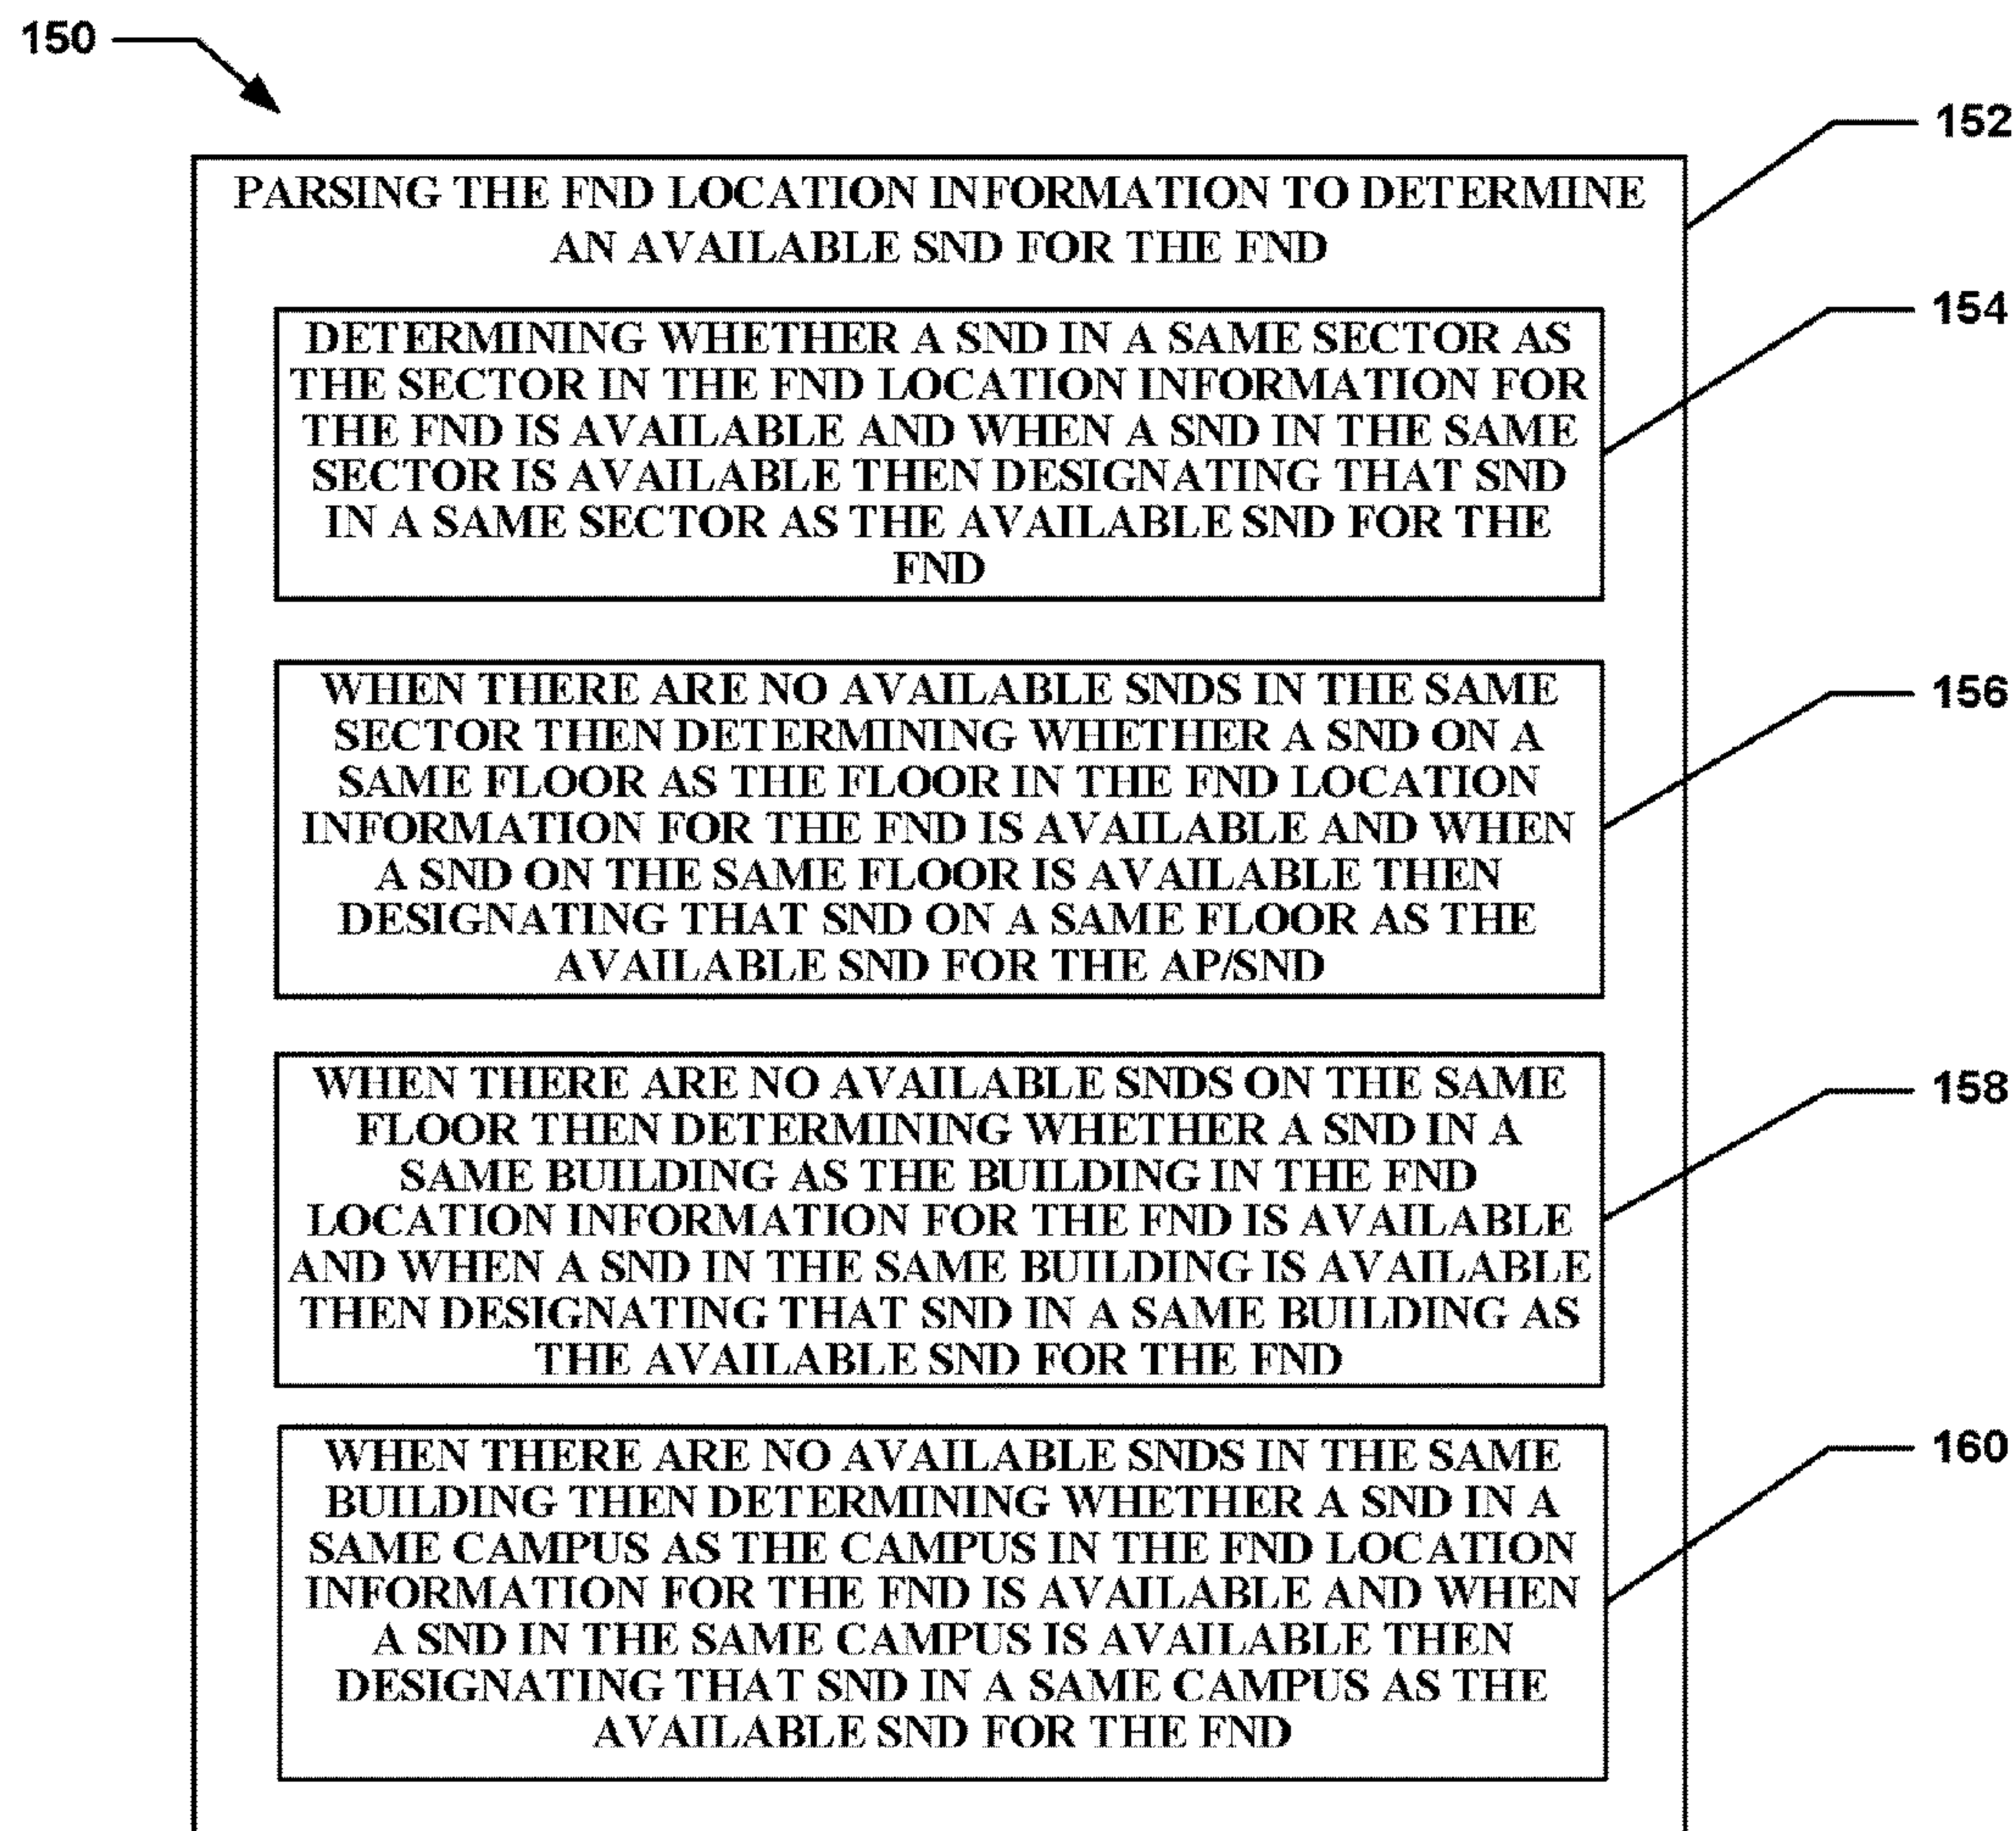 150
152
PARSING THE FND LOCATION INFORMATION TO DETERMINE
AN AVAILABLE SND FOR THE FND
154
DETERMINING WHETHER A SND IN A SAME SECTOR AS
THE SECTOR IN THE FND LOCATION INFORMATION FOR
THE FND IS AVAILABLE AND WHEN A SND IN THE SAME
SECTOR IS AVAILABLE THEN DESIGNATING THAT SND
IN A SAME SECTOR AS THE AVAILABLE SND FOR THE
FND
156
WHEN THERE ARE NO AVAILABLE SNDS IN THE SAME
SECTOR THEN DETERMINING WHETHER A SND ON A
SAME FLOOR AS THE FLOOR IN THE FND LOCATION
INFORMATION FOR THE FND IS AVAILABLE AND WHEN
A SND ON THE SAME FLOOR IS AVAILABLE THEN
DESIGNATING THAT SND ON A SAME FLOOR AS THE
AVAILABLE SND FOR THE AP/SND
158
WHEN THERE ARE NO AVAILABLE SNDS ON THE SAME
FLOOR THEN DETERMINING WHETHER A SND IN A
SAME BUILDING AS THE BUILDING IN THE FND
LOCATION INFORMATION FOR THE FND IS AVAILABLE
AND WHEN A SND IN THE SAME BUILDING IS AVAILABLE
THEN DESIGNATING THAT SND IN A SAME BUILDING AS
THE AVAILABLE SND FOR THE FND
160
WHEN THERE ARE NO AVAILABLE SNDS IN THE SAME
BUILDING THEN DETERMINING WHETHER A SND IN A
SAME CAMPUS AS THE CAMPUS IN THE FND LOCATION
INFORMATION FOR THE FND IS AVAILABLE AND WHEN
A SND IN THE SAME CAMPUS IS AVAILABLE THEN
DESIGNATING THAT SND IN A SAME CAMPUS AS THE
AVAILABLE SND FOR THE FND